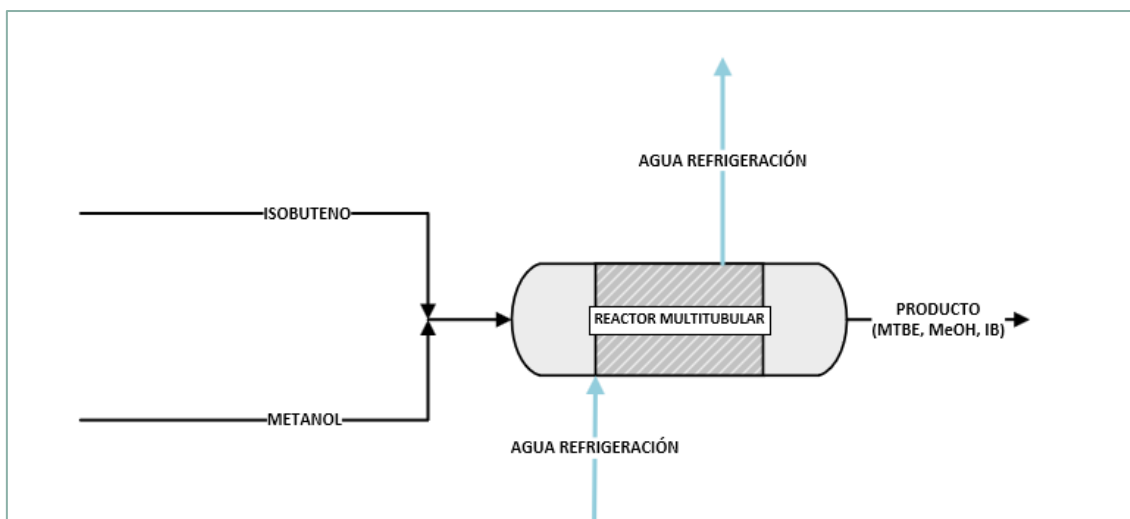 AGUA REFRIGERACIÓN
ISOBUTENO
REACTOR MULTITUBULAR
PRODUCTO
(MTBE, MeOH, IB)
METANOL
AGUA REFRIGERACIÓN